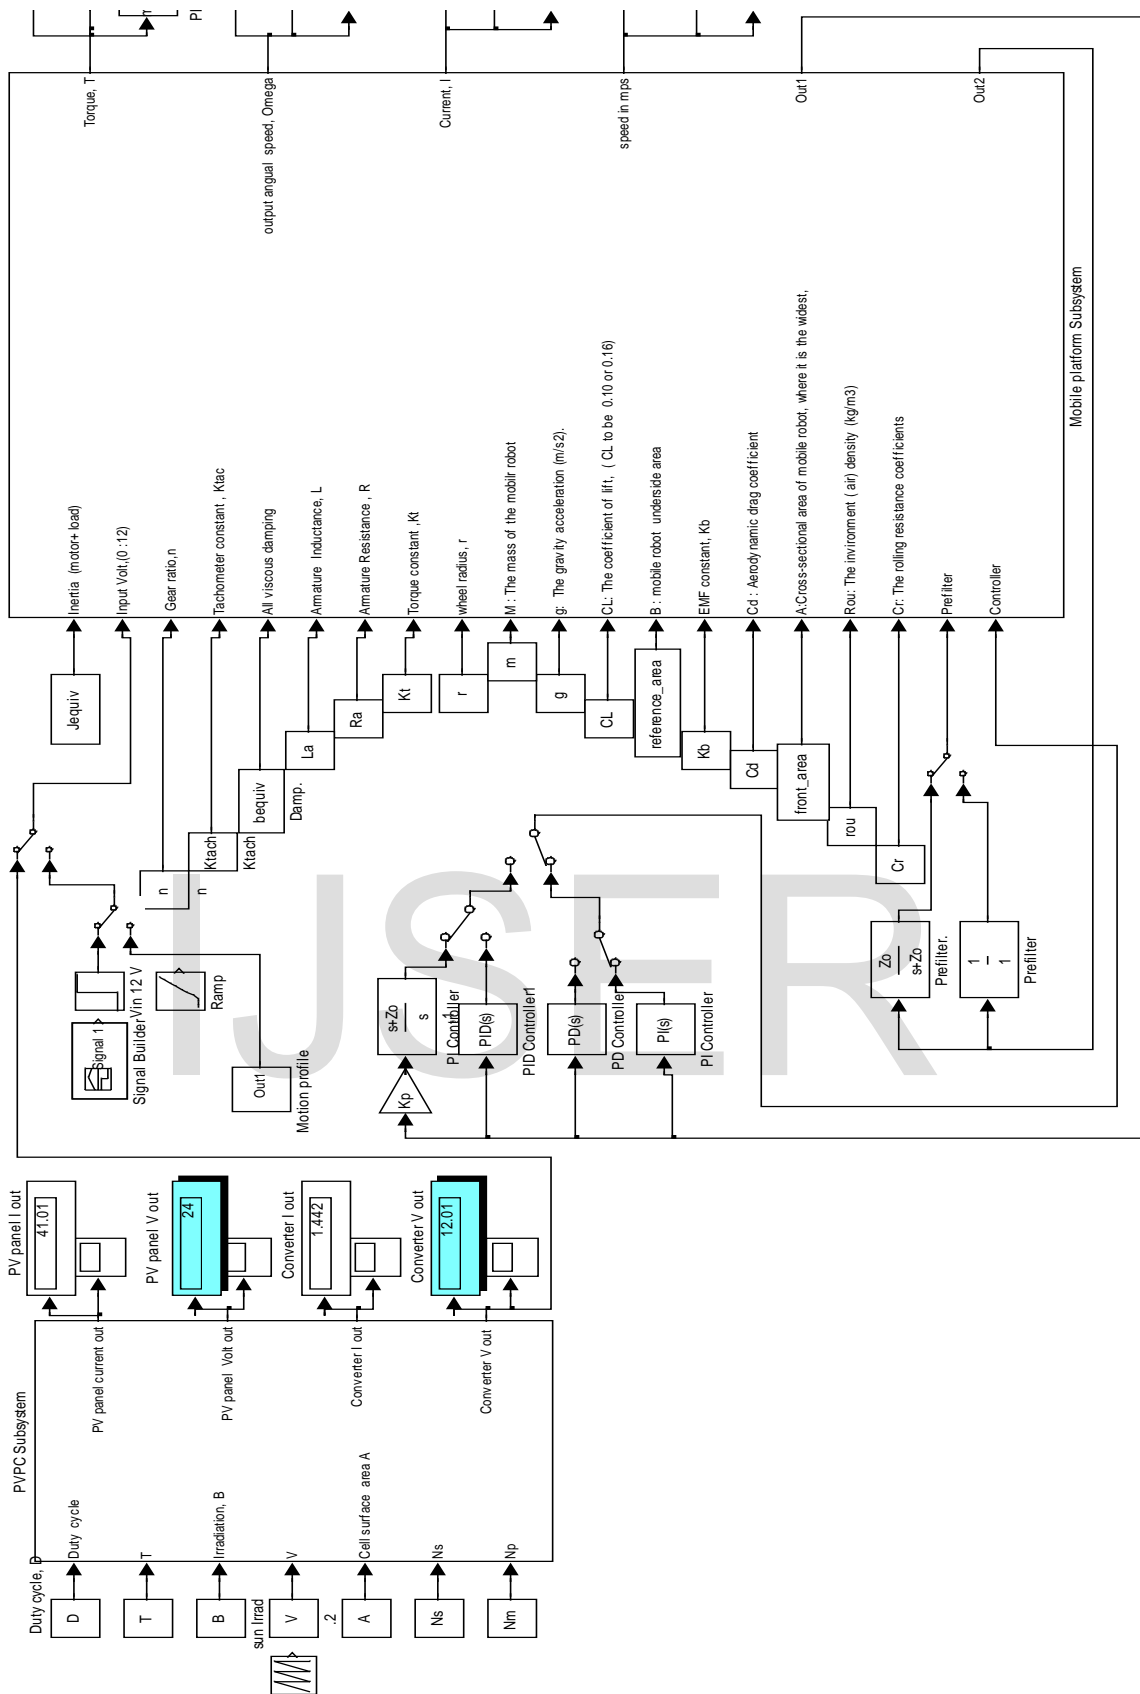 PVPC Subsystem
Duty cycle, D
D
T
B
sun Irrad
V
.2
A
Ns
Nm
Duty cycle
T
Irradiation, B
V
Cell surface area A
Ns
Np
PV panel current out
PV panel Volt out
Converter I out
Converter V out
PV panel I out
41.01
PV panel V out
24
Converter I out
1.442
Converter V out
12.01
Signal 1
Signal Builder
Vin 12 V
Ramp
Out1
Motion profile
Kp
s+Zo
s
PI Controller
1
PID(s)
PID Controller1
PD(s)
PD Controller
PI(s)
PI Controller
Zo
s+Zo
Prefilter.
1
1
Prefilter
Jequiv
n
n
Ktach
Ktach
bequiv
Damp.
La
Ra
Kt
r
m
g
CL
reference_area
Kb
Cd
front_area
rou
Cr
Inertia (motor+ load)
Input Volt,(0 :12)
Gear ratio,n
Tachometer constant , Ktac
All viscous damping
Armature Inductance, L
Armature Resistance , R
Torque constant ,Kt
wheel radius, r
M : The mass of the mobilr robot
g: The gravity acceleration (m/s2).
CL: The coefficient of lift, ( CL to be 0.10 or 0.16)
B : mobile robot underside area
EMF constant, Kb
Cd : Aerodynamic drag coefficient
A:Cross-sectional area of mobile robot, where it is the widest,
Rou: The invironment ( air) density (kg/m3)
Cr: The rolling resistance coefficients
Prefilter
Controller
Mobile platform Subsystem
Torque, T
output angual speed, Omega
Current, I
speed in mps
Out1
Out2
PI
IJSER